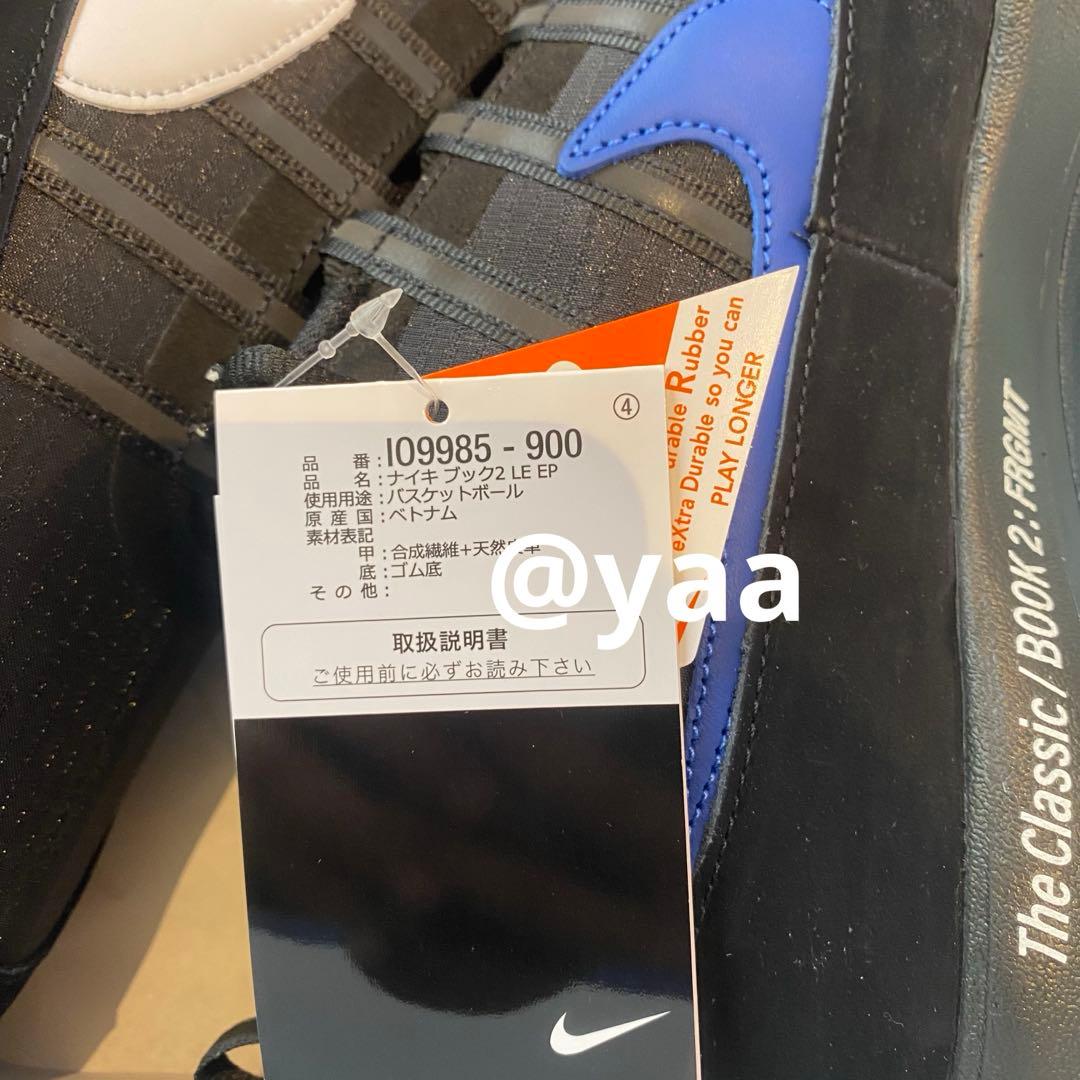 ④
品 番 : IO9985 - 900
品 名 : ナイキ ブック2 LE EP
使用用途 : バスケットボール
原 産 国 : ベトナム
素材表記
甲 : 合成繊維+天然皮革
底 : ゴム底
そ の 他 :
取扱説明書
ご使用前に必ずお読み下さい
@yaa
Rubber
eXtra Durable so you can
PLAY LONGER
The Classic / BOOK 2 : FRGMT